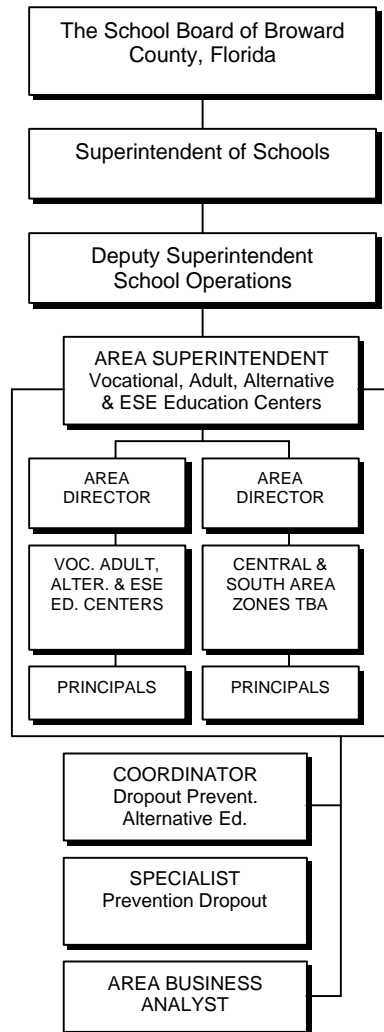 The School Board of Broward
County, Florida
Superintendent of Schools
Deputy Superintendent
School Operations
AREA SUPERINTENDENT
Vocational, Adult, Alternative
& ESE Education Centers
AREA
DIRECTOR
AREA
DIRECTOR
VOC. ADULT,
ALTER. & ESE
ED. CENTERS
CENTRAL &
SOUTH AREA
ZONES TBA
PRINCIPALS
PRINCIPALS
COORDINATOR
Dropout Prevent.
Alternative Ed.
SPECIALIST
Prevention Dropout
AREA BUSINESS
ANALYST